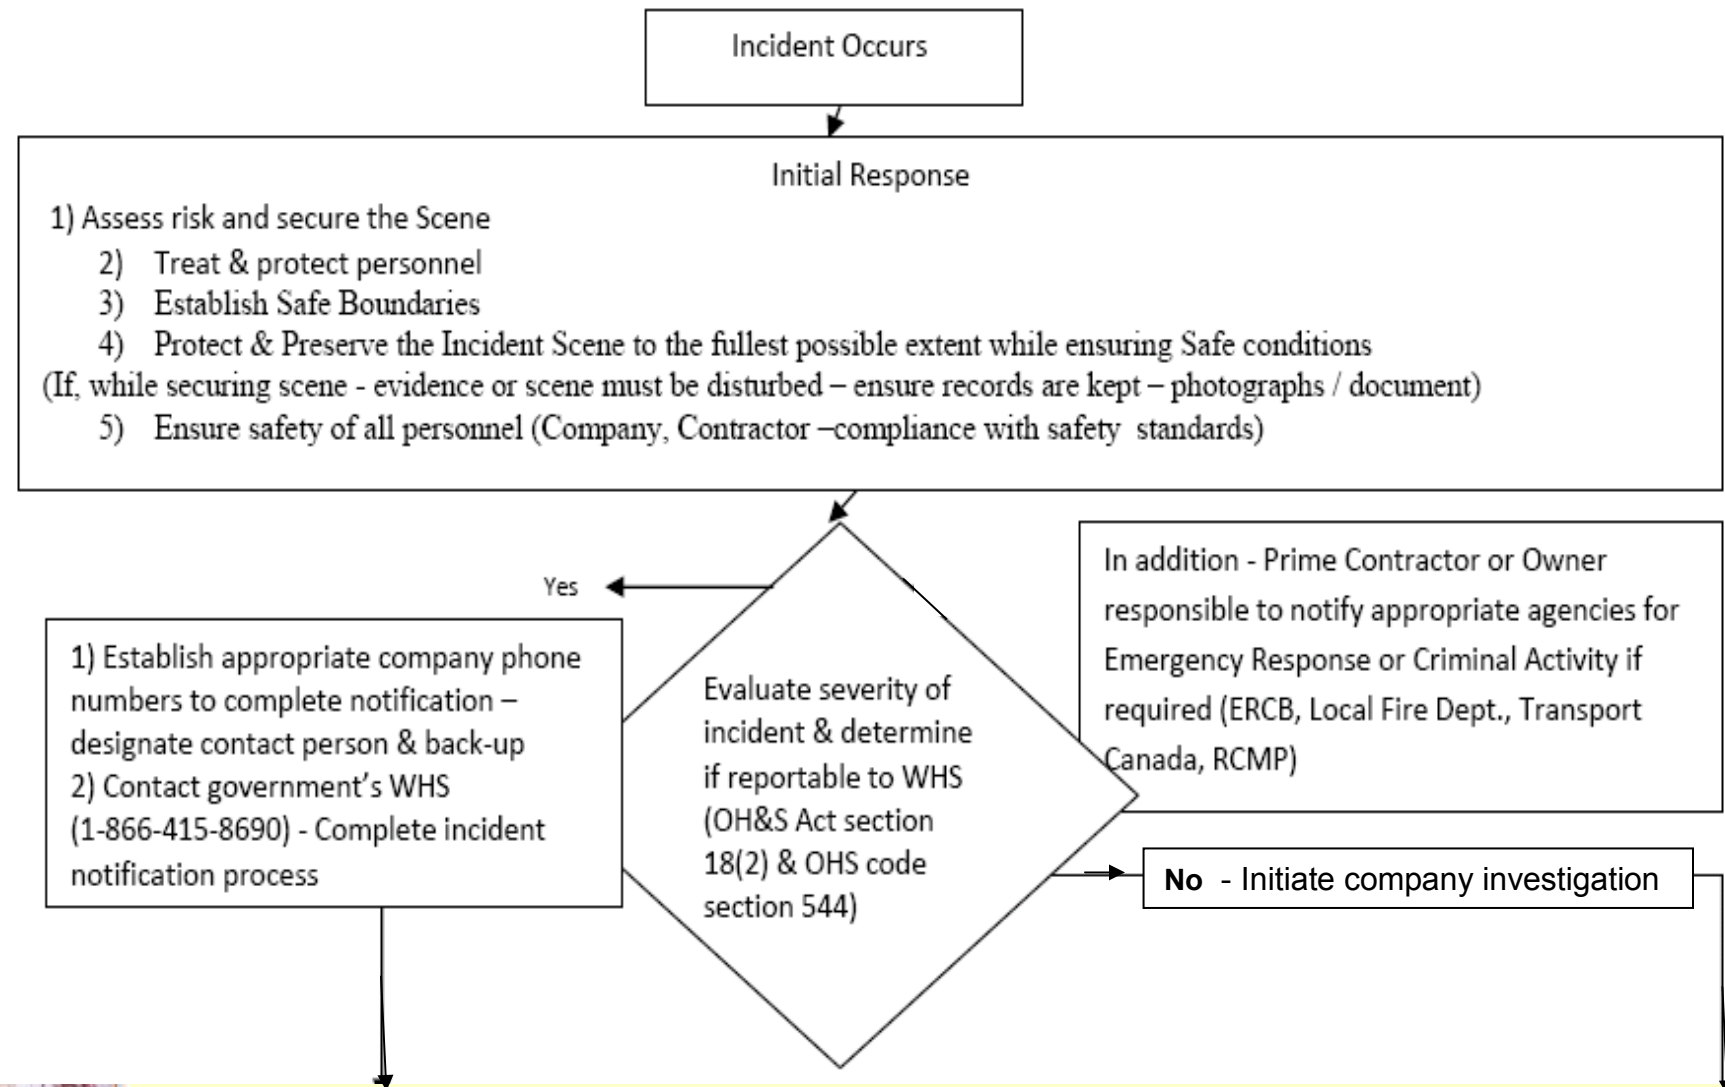 Incident Occurs
Initial Response
1) Assess risk and secure the Scene
2) Treat & protect personnel
3) Establish Safe Boundaries
4) Protect & Preserve the Incident Scene to the fullest possible extent while ensuring Safe conditions
(If, while securing scene - evidence or scene must be disturbed – ensure records are kept – photographs / document)
5) Ensure safety of all personnel (Company, Contractor –compliance with safety standards)
Yes
1) Establish appropriate company phone
numbers to complete notification –
designate contact person & back-up
2) Contact government's WHS
(1-866-415-8690) - Complete incident
notification process
Evaluate severity of
incident & determine
if reportable to WHS
(OH&S Act section
18(2) & OHS code
section 544)
In addition - Prime Contractor or Owner
responsible to notify appropriate agencies for
Emergency Response or Criminal Activity if
required (ERCB, Local Fire Dept., Transport
Canada, RCMP)
No - Initiate company investigation